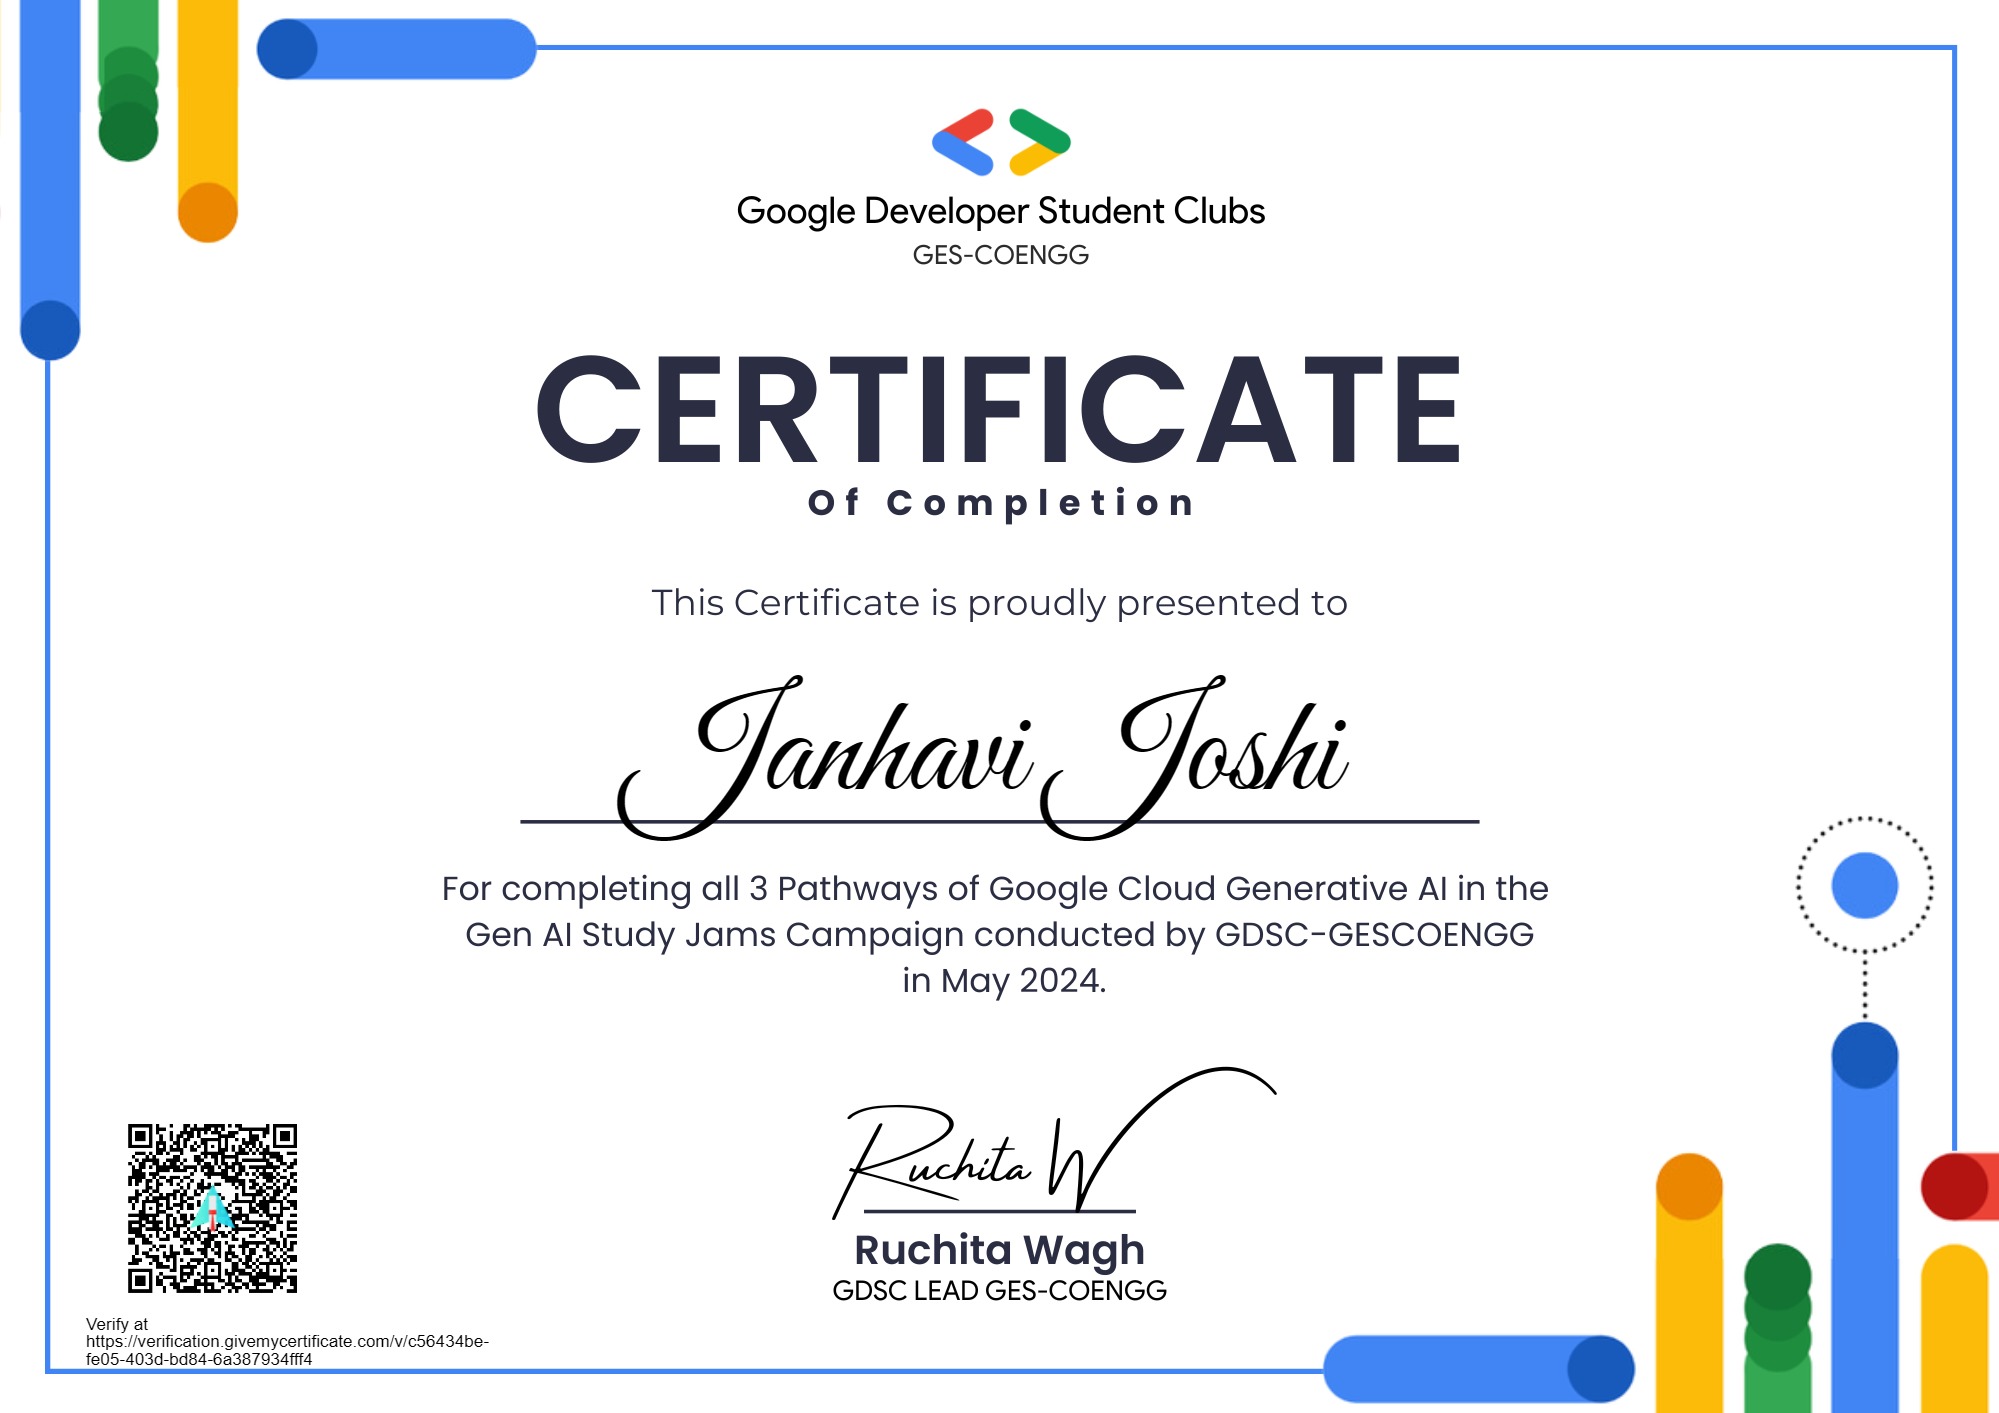 Google Developer Student Clubs
GES-COENGG
CERTIFICATE
Of Completion
This Certificate is proudly presented to
Janhavi Joshi
For completing all 3 Pathways of Google Cloud Generative AI in the
Gen AI Study Jams Campaign conducted by GDSC-GESCOENGG
in May 2024.
Ruchita W
Ruchita Wagh
GDSC LEAD GES-COENGG
Verify at
https://verification.givemycertificate.com/v/c56434be-
fe05-403d-bd84-6a387934fff4